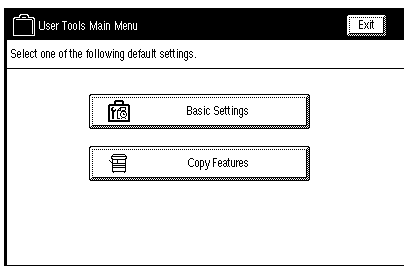 User Tools Main Menu
Exit
Select one of the following default settings.
Basic Settings
Copy Features